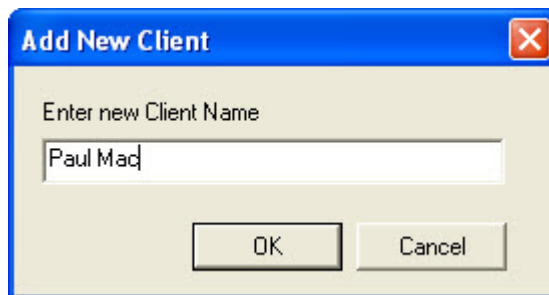 Add New Client
Enter new Client Name
Paul Mac
OK
Cancel